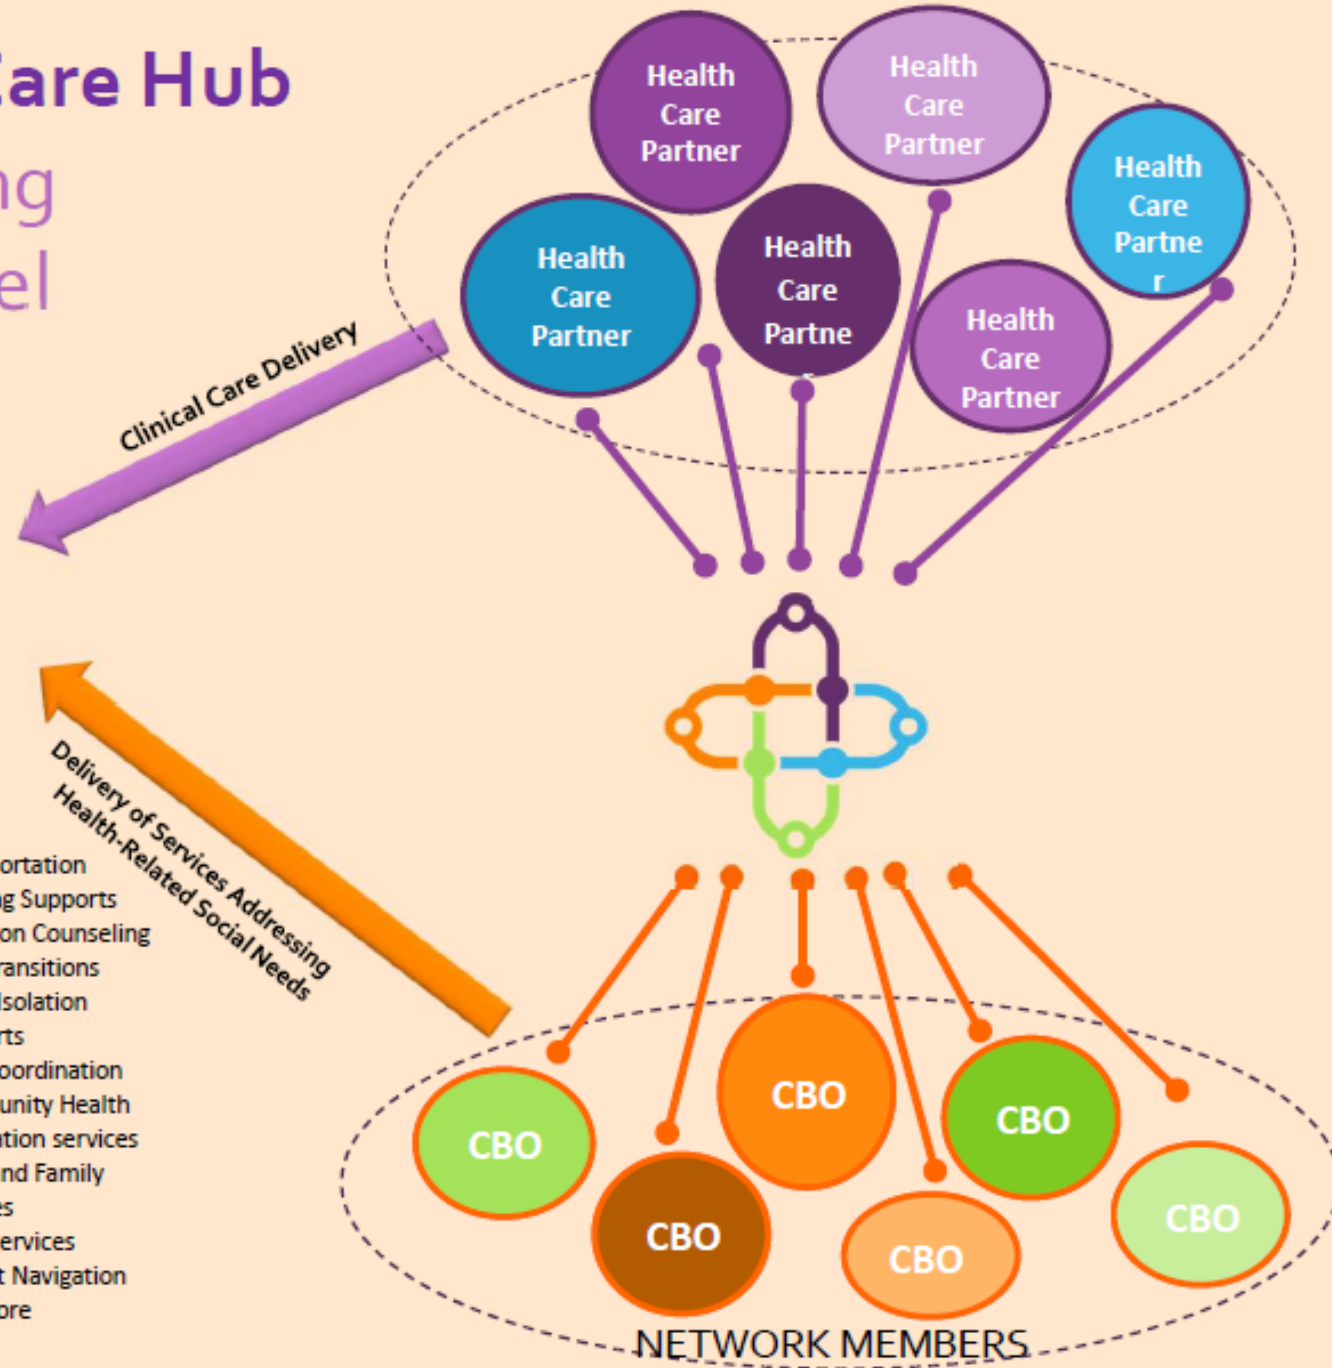 Care Hub
ng
el
Health
Care
Partner
Health
Care
Partner
Health
Care
Partne
r
Health
Care
Partner
Health
Care
Partne
Health
Care
Partner
Clinical Care Delivery
Delivery of Services Addressing
Health-Related Social Needs
ortation
ng Supports
on Counseling
ransitions
Isolation
rts
oordination
unity Health
ation services
nd Family
es
ervices
t Navigation
ore
CBO
CBO
CBO
CBO
CBO
CBO
NETWORK MEMBERS